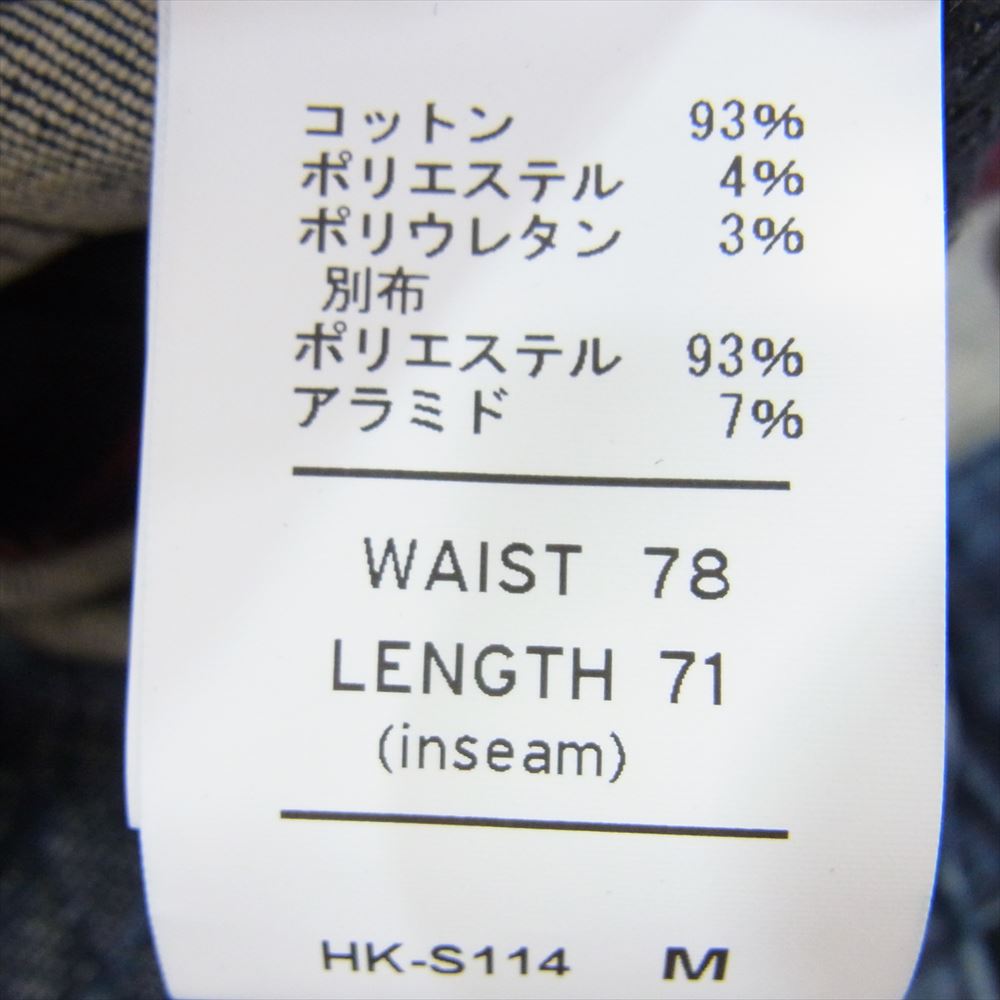 コットン 93%
ポリエステル 4%
ポリウレタン 3%
別布
ポリエステル 93%
アラミド 7%
WAIST 78
LENGTH 71
(inseam)
HK-S114 M